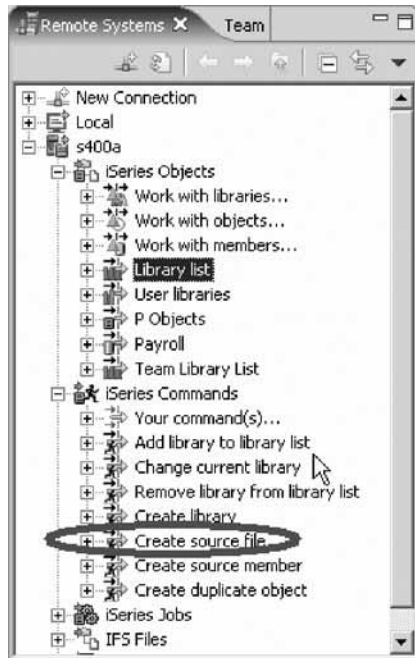 Remote Systems Team
New Connection
Local
s400a
iSeries Objects
Work with libraries...
Work with objects...
Work with members...
Library list
User libraries
P Objects
Payroll
Team Library List
iSeries Commands
Your command(s)...
Add library to library list
Change current library
Remove library from library list
Create library
Create source file
Create source member
Create duplicate object
iSeries Jobs
IFS Files